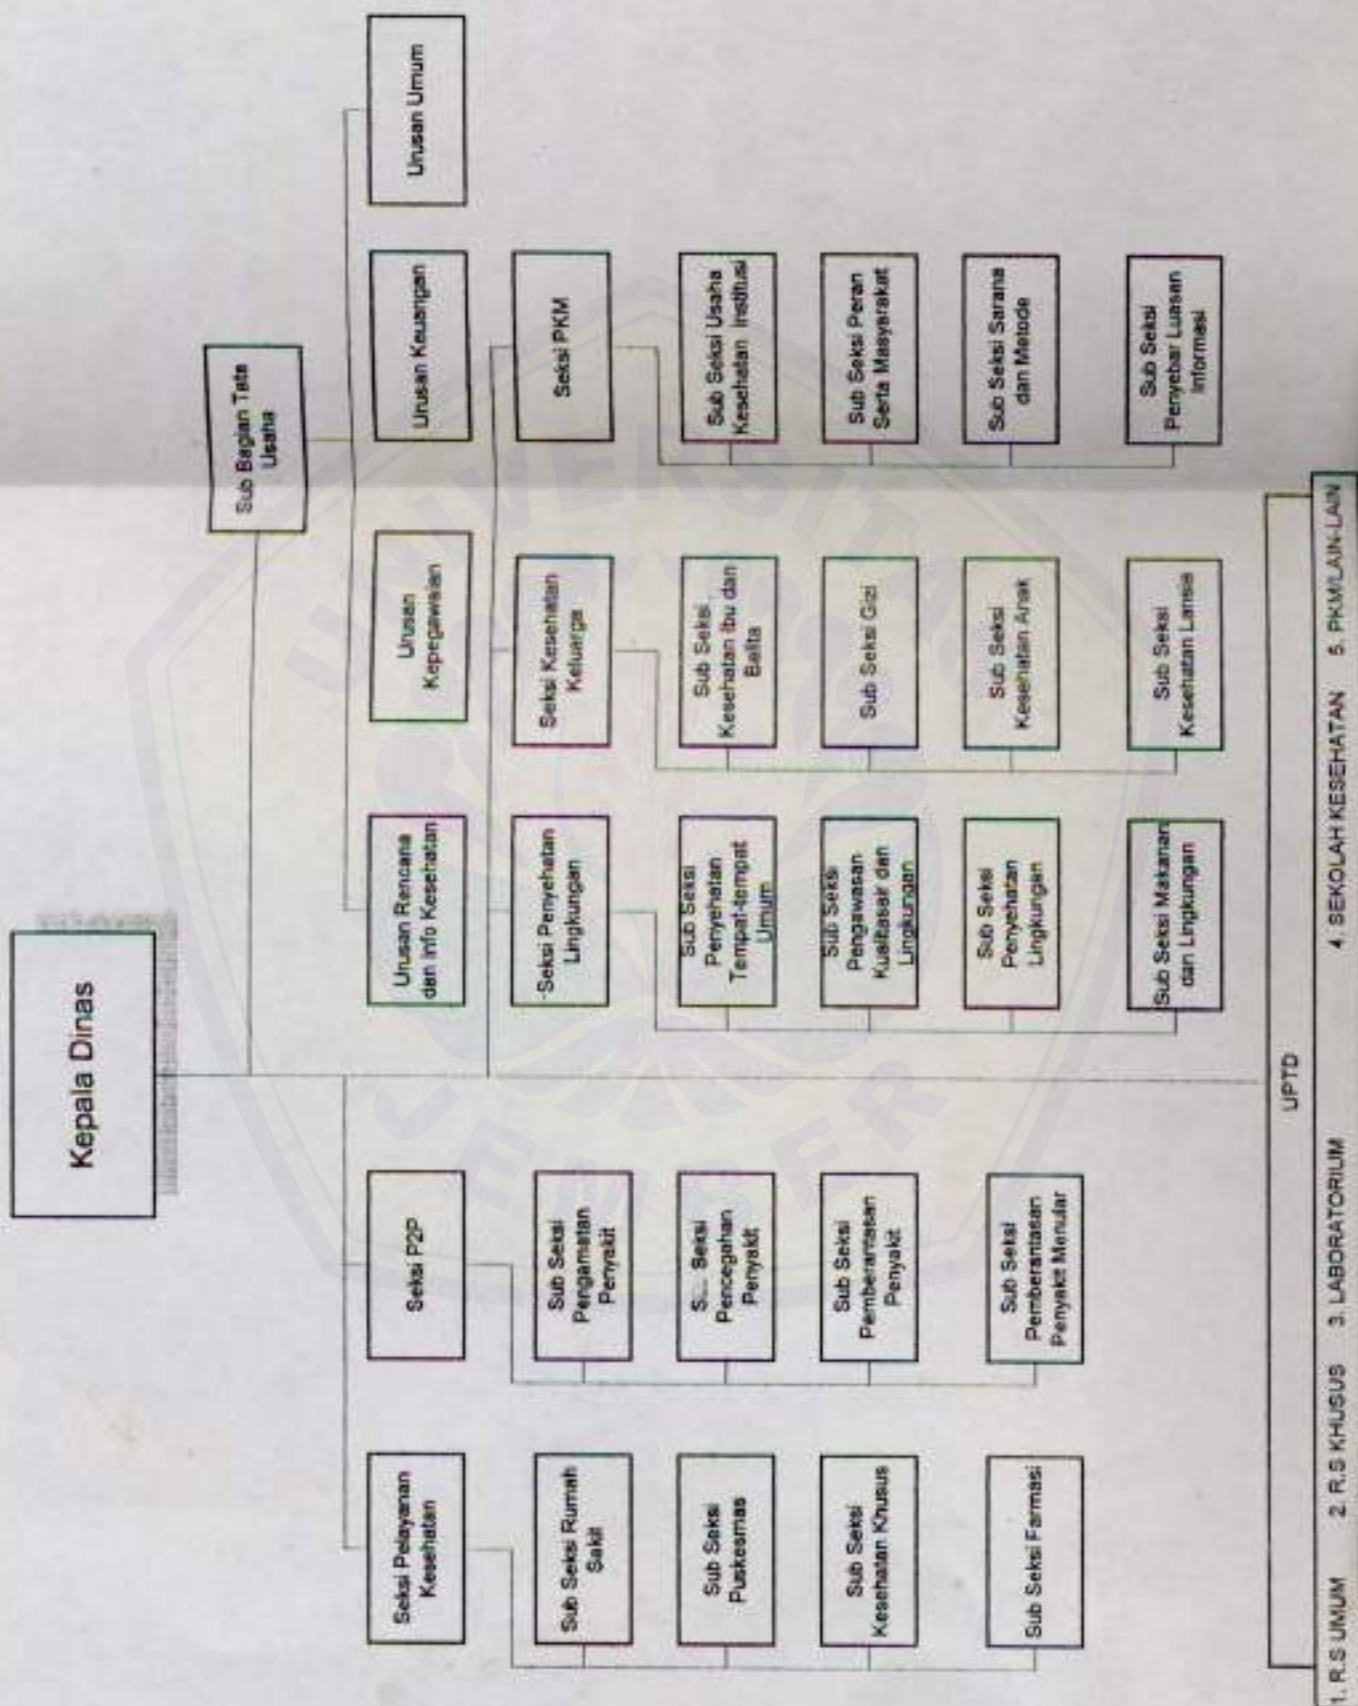 Kepala Dinas
Sub Bagian Tata
Usaha
Urusan Rencana
dan Info Kesehatan
Urusan
Kepegawaian
Urusan Keuangan
Urusan Umum
Seksi Pelayanan
Kesehatan
Seksi P2P
Seksi Penyehatan
Lingkungan
Seksi Kesehatan
Keluarga
Seksi PKM
Sub Seksi Rumah
Sakit
Sub Seksi
Puskesmas
Sub Seksi
Kesehatan Khusus
Sub Seksi Farmasi
Sub Seksi
Pengamatan
Penyakit
Seksi
Pencegahan
Penyakit
Sub Seksi
Pemberantasan
Penyakit
Sub Seksi
Pemberantasan
Penyakit Menular
Sub Seksi
Penyehatan
Tempat-tempat
Umum
Sub Seksi
Pengawasan
Kualitasair dan
Lingkungan
Sub Seksi
Penyehatan
Lingkungan
Sub Seksi Makanan
dan Lingkungan
Sub Seksi
Kesehatan Ibu dan
Balita
Sub Seksi Gizi
Sub Seksi
Kesehatan Anak
Sub Seksi
Kesehatan Lansia
Sub Seksi Usaha
Kesehatan Institusi
Sub Seksi Peran
Serta Masyarakat
Sub Seksi Sarana
dan Metode
Sub Seksi
Penyebar Luasan
Informasi
UPTD
1. R.S UMUM 2. R.S KHUSUS 3. LABORATORIUM 4. SEKOLAH KESEHATAN 5. PKM/LAIN-LAIN
UNIVERSITAS
JEMBER